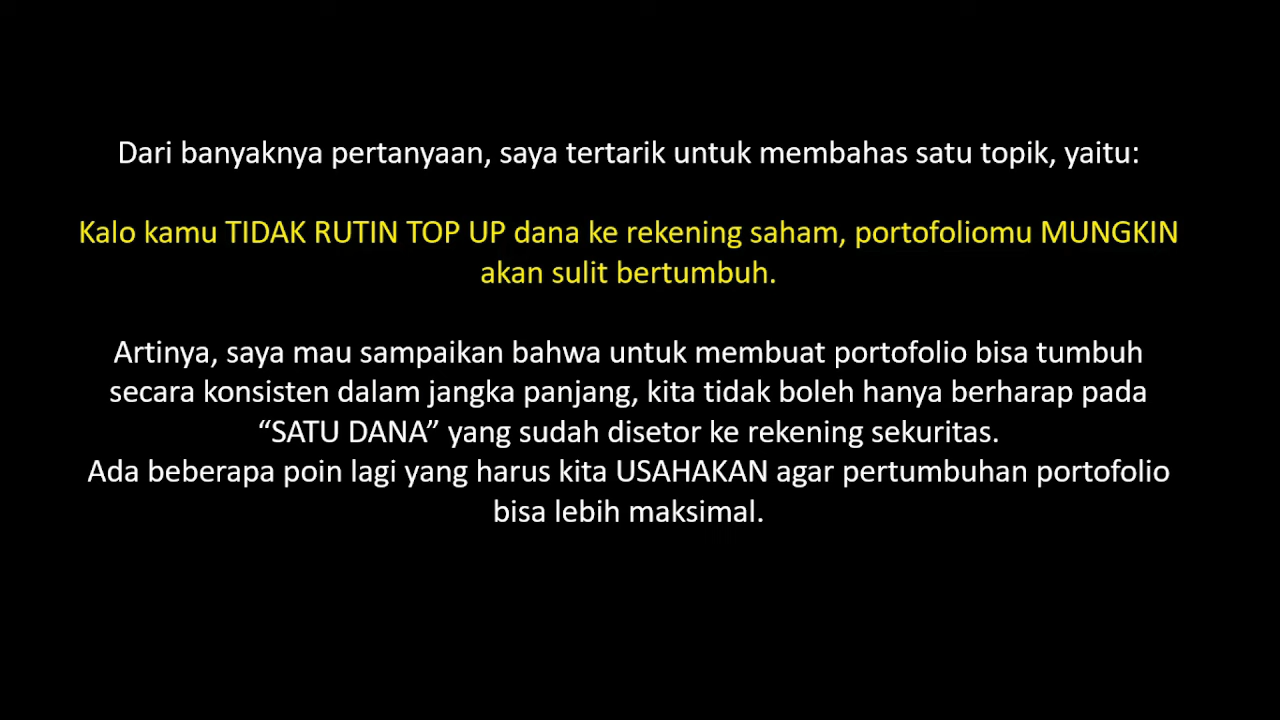 Dari banyaknya pertanyaan, saya tertarik untuk membahas satu topik, yaitu:
Kalo kamu TIDAK RUTIN TOP UP dana ke rekening saham, portofoliomu MUNGKIN
akan sulit bertumbuh.
Artinya, saya mau sampaikan bahwa untuk membuat portofolio bisa tumbuh
secara konsisten dalam jangka panjang, kita tidak boleh hanya berharap pada
“SATU DANA” yang sudah disetor ke rekening sekuritas.
Ada beberapa poin lagi yang harus kita USAHAKAN agar pertumbuhan portofolio
bisa lebih maksimal.